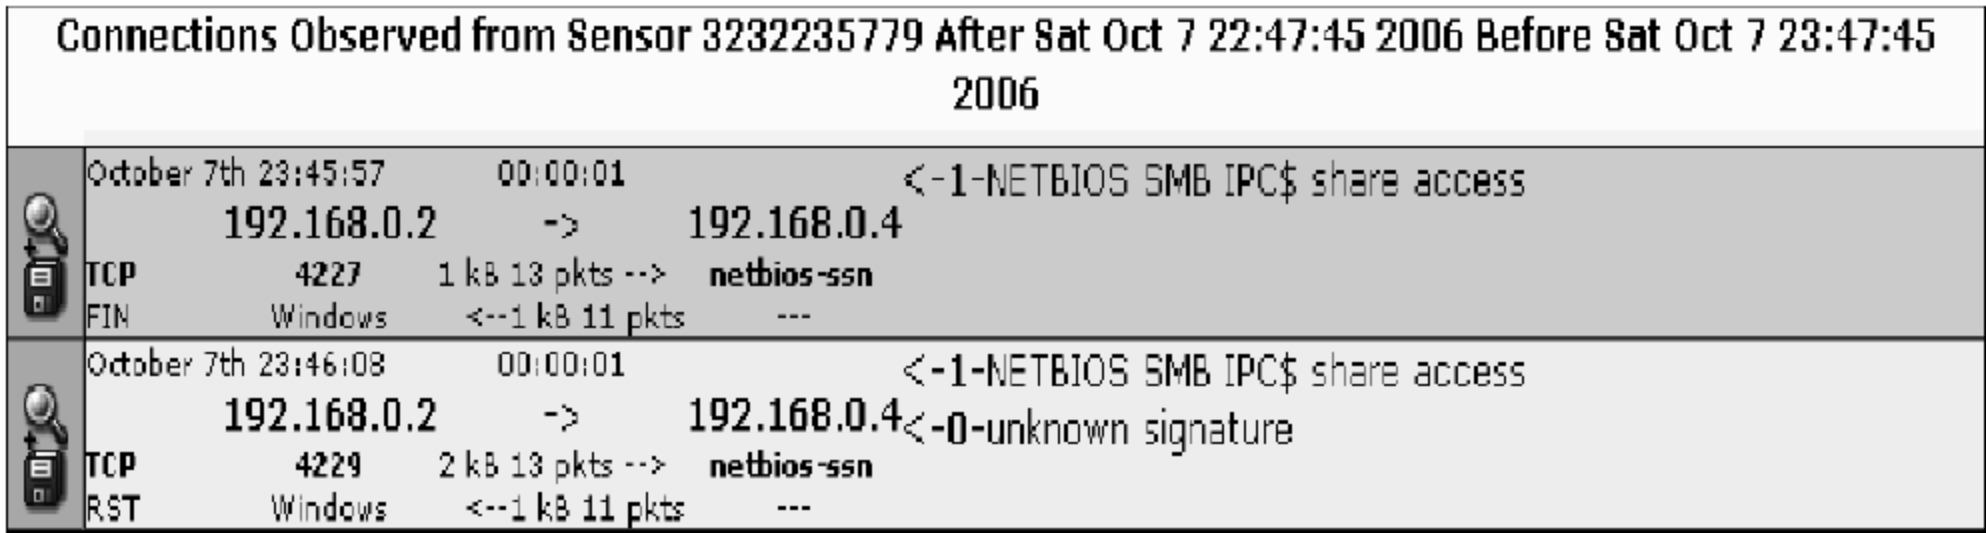 Connections Observed from Sensor 3232235779 After Sat Oct 7 22:47:45 2006 Before Sat Oct 7 23:47:45
2006
October 7th 23:45:57 00:00:01 <-1-NETBIOS SMB IPC$ share access
192.168.0.2 -> 192.168.0.4
TCP 4227 1 kB 13 pkts --> netbios-ssn
FIN Windows <--1 kB 11 pkts ---
October 7th 23:46:08 00:00:01 <-1-NETBIOS SMB IPC$ share access
192.168.0.2 -> 192.168.0.4 <-0-unknown signature
TCP 4229 2 kB 13 pkts --> netbios-ssn
RST Windows <--1 kB 11 pkts ---